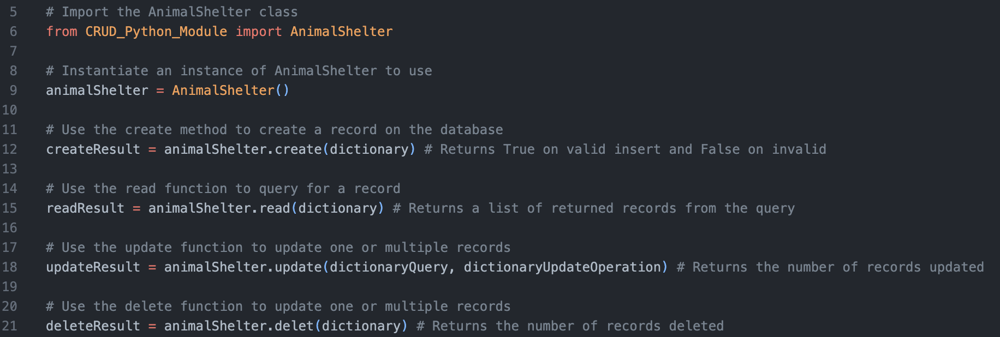 5 # Import the AnimalShelter class
6 from CRUD_Python_Module import AnimalShelter
7
8 # Instantiate an instance of AnimalShelter to use
9 animalShelter = AnimalShelter()
10
11 # Use the create method to create a record on the database
12 createResult = animalShelter.create(dictionary) # Returns True on valid insert and False on invalid
13
14 # Use the read function to query for a record
15 readResult = animalShelter.read(dictionary) # Returns a list of returned records from the query
16
17 # Use the update function to update one or multiple records
18 updateResult = animalShelter.update(dictionaryQuery, dictionaryUpdateOperation) # Returns the number of records updated
19
20 # Use the delete function to update one or multiple records
21 deleteResult = animalShelter.delet(dictionary) # Returns the number of records deleted